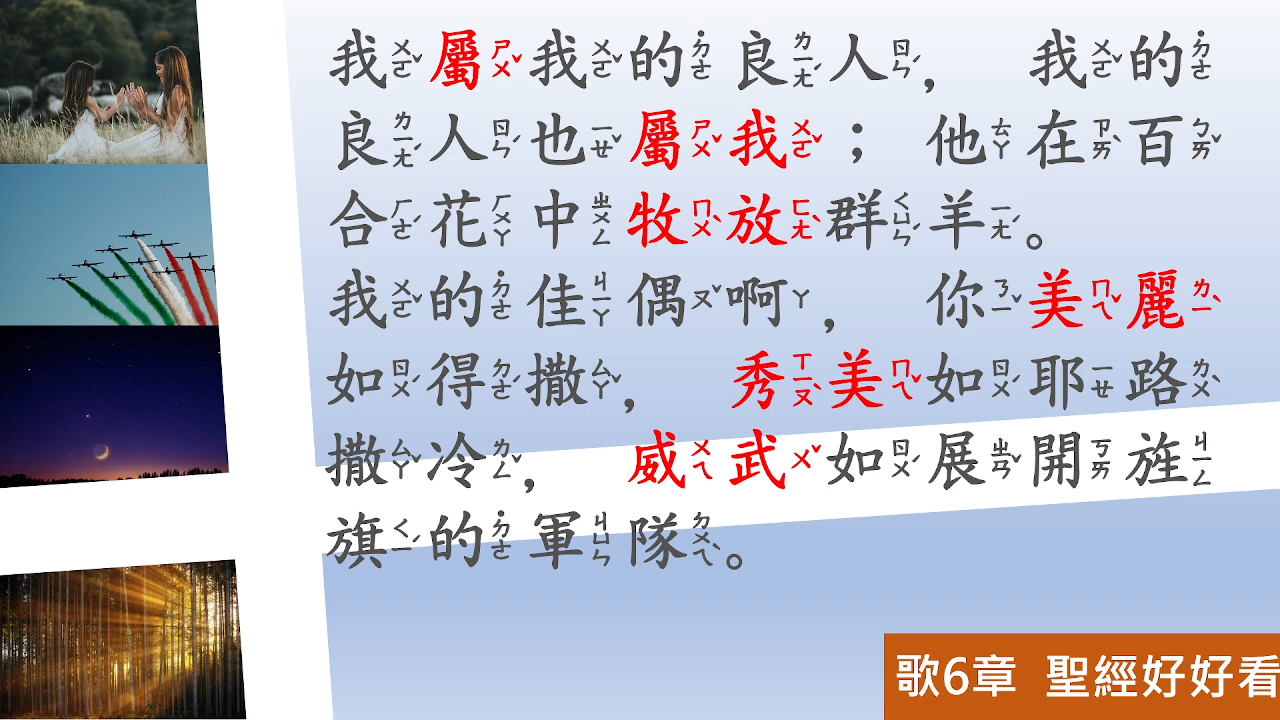 我屬我的良人， 我的
良人也屬我； 他在百
合花中牧放群羊。
我的佳偶啊， 你美麗
如得撒， 秀美如耶路
撒冷， 威武如展開旌
旗的軍隊。
歌6章 聖經好好看